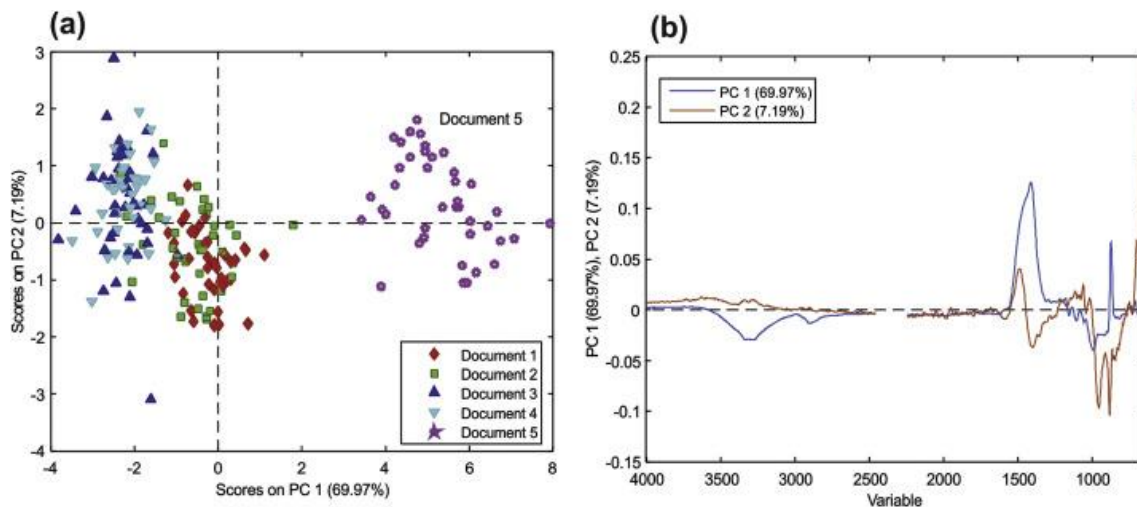 (a)
3
2
1
0
-1
-2
-3
-4
Scores on PC 2 (7.19%)
Document 5
Document 1
Document 2
Document 3
Document 4
Document 5
-4
-2
0
2
4
6
8
Scores on PC 1 (69.97%)
(b)
0.25
0.2
0.15
0.1
0.05
0
-0.05
-0.1
-0.15
PC 1 (69.97%), PC 2 (7.19%)
PC 1 (69.97%)
PC 2 (7.19%)
4000
3500
3000
2500
2000
1500
1000
Variable